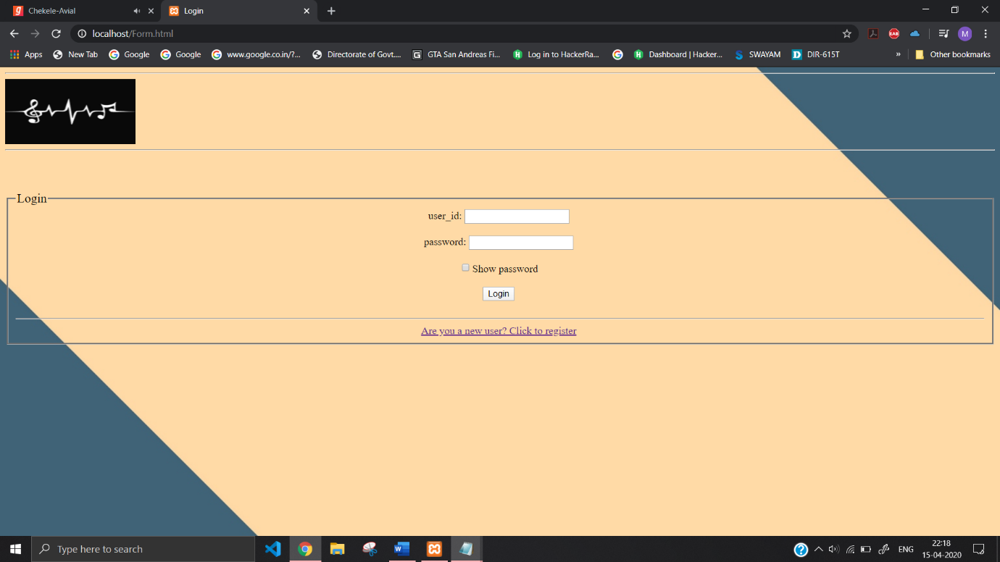 Chekele-Avial
Login
localhost/Form.html
M
Apps
New Tab
Google
Google
www.google.co.in/?...
Directorate of Govt....
GTA San Andreas Fi...
Log in to HackerRa...
Dashboard | Hacker...
SWAYAM
DIR-615T
»
Other bookmarks
Login
user_id:
password:
Show password
Login
Are you a new user? Click to register
Type here to search
ENG
22:18
15-04-2020